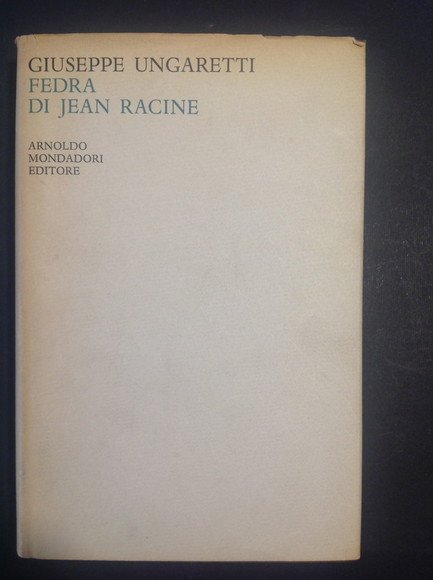 GIUSEPPE UNGARETTI
FEDRA
DI JEAN RACINE
ARNOLDO
MONDADORI
EDITORE